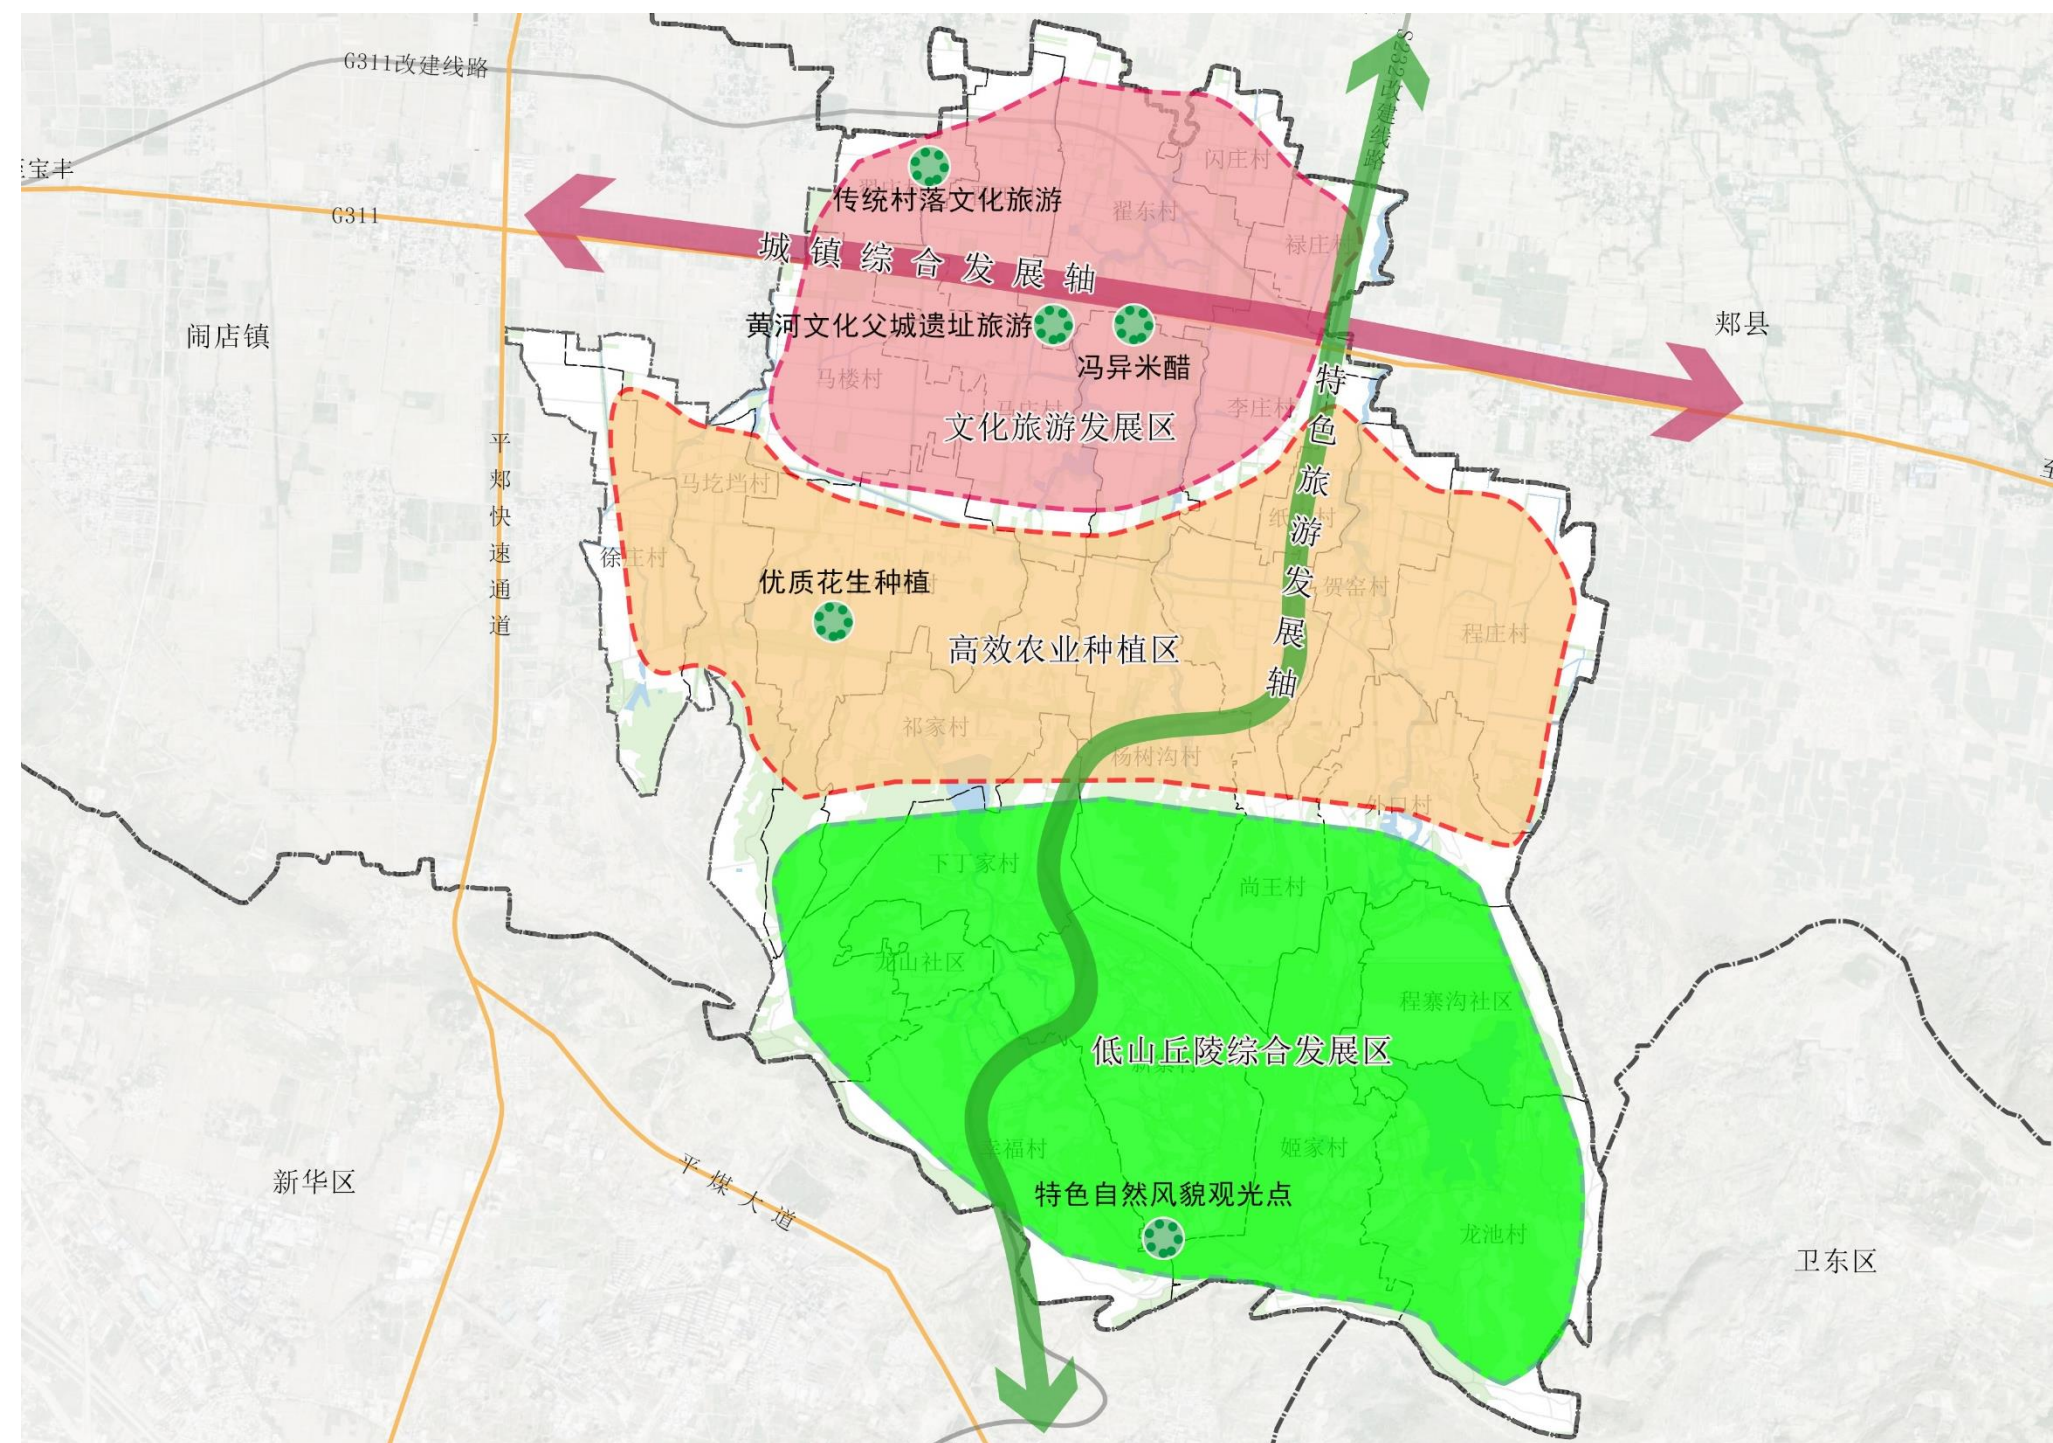 G311改建线路
S232改建线路
至宝丰
G311
闪庄村
翟东村
禄庄村
传统村落文化旅游
城镇综合发展轴
黄河文化父城遗址旅游
冯异米醋
闹店镇
郏县
马楼村
马庄村
李庄村
文化旅游发展区
特色旅游发展轴
平郏快速通道
马圪垱村
徐庄村
优质花生种植
贺窑村
程庄村
高效农业种植区
祁家村
杨树沟村
外口村
下丁家村
尚王村
龙山社区
程寨沟社区
低山丘陵综合发展区
幸福村
姬家村
新华区
平煤大道
特色自然风貌观光点
龙池村
卫东区